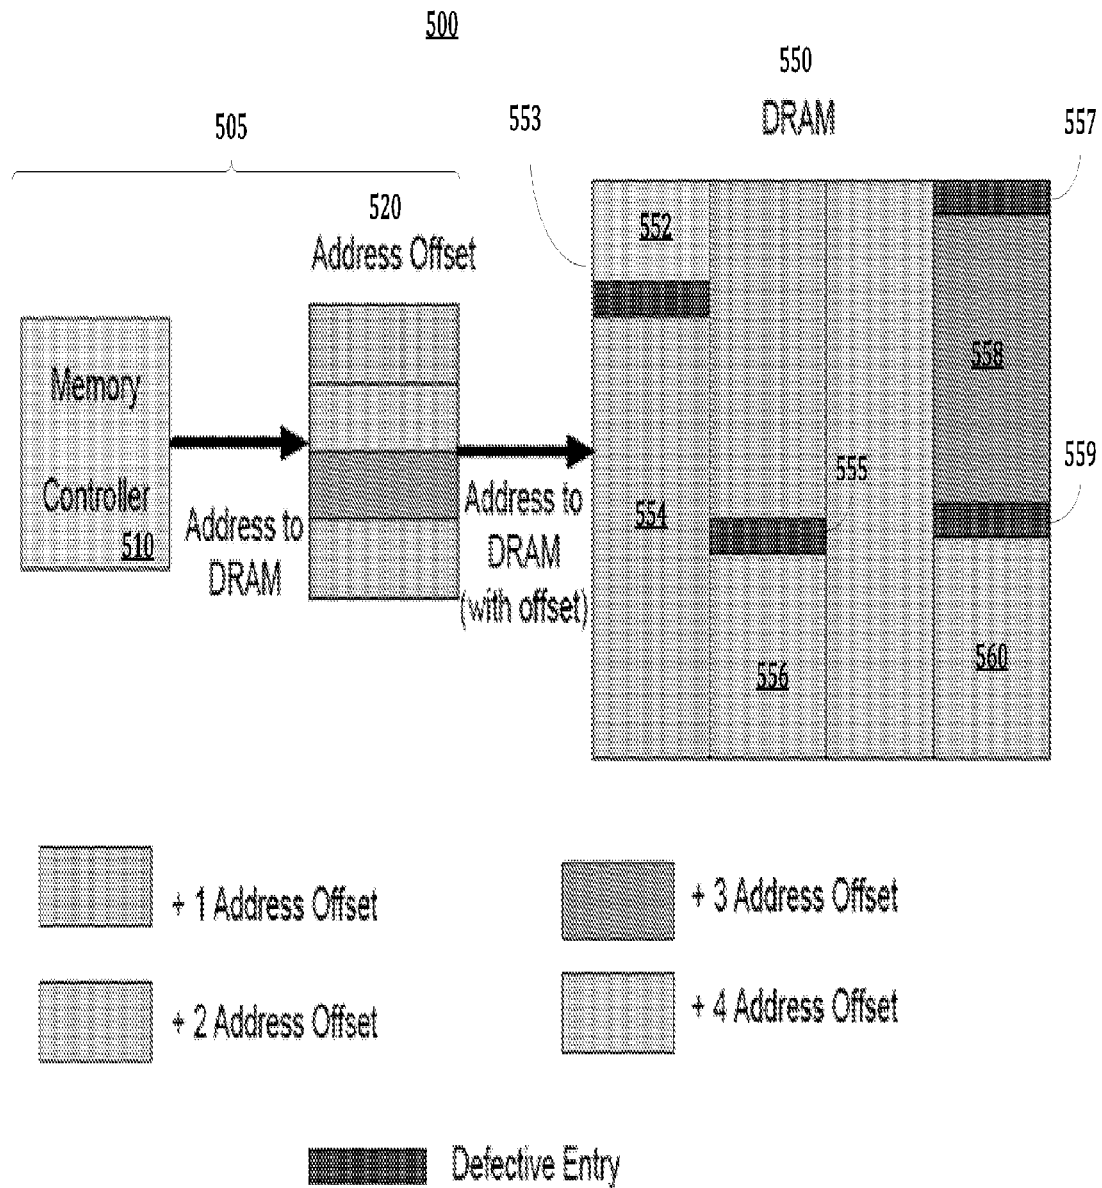 500
550
DRAM
553
557
505
520
Address Offset
552
Memory
Controller
510
Address to
DRAM
Address to
DRAM
(with offset)
554
555
558
559
556
560
+ 1 Address Offset
+ 3 Address Offset
+ 2 Address Offset
+ 4 Address Offset
Defective Entry